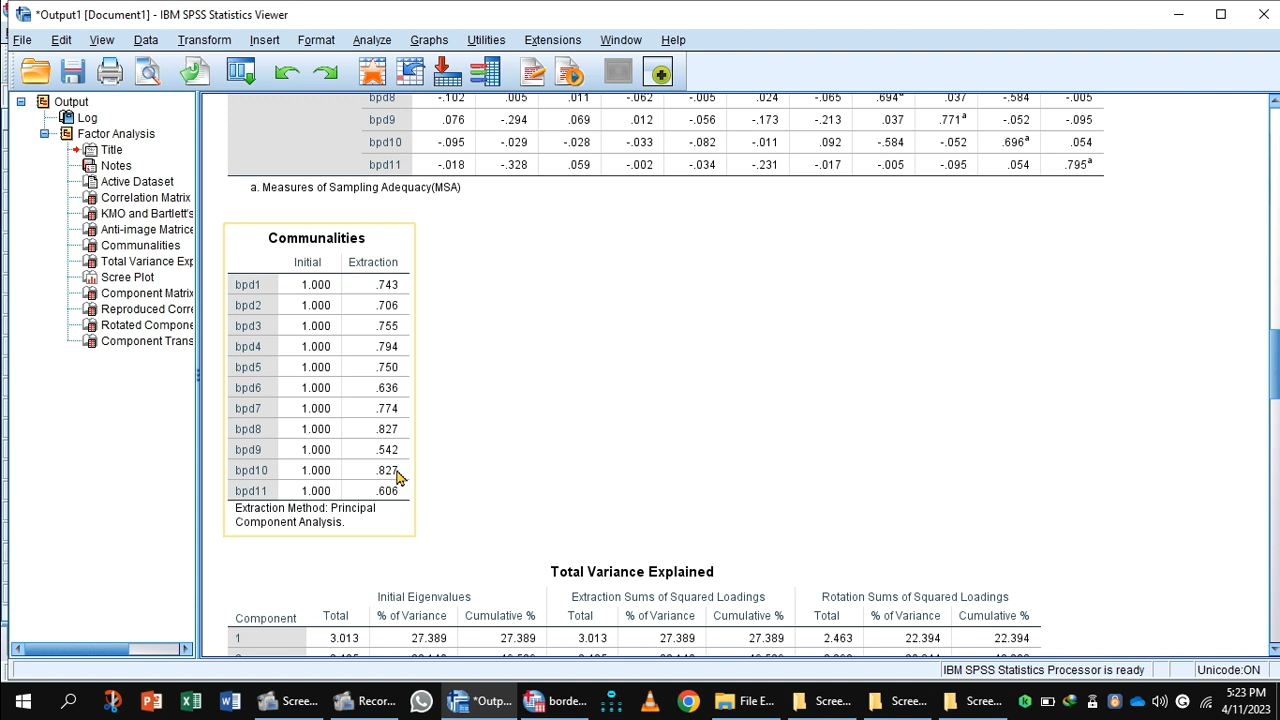 *Output1 [Document1] - IBM SPSS Statistics Viewer
File Edit View Data Transform Insert Format Analyze Graphs Utilities Extensions Window Help
Output
Log
Factor Analysis
Title
Notes
Active Dataset
Correlation Matrix
KMO and Bartlett's
Anti-image Matrice
Communalities
Total Variance Exp
Scree Plot
Component Matrix
Reproduced Corre
Rotated Compone
Component Trans
bpd8 -.102 .005 .011 -.062 -.005 .024 -.065 .694a .037 -.584 -.005
bpd9 .076 -.294 .069 .012 -.056 -.173 -.213 .037 .771a -.052 -.095
bpd10 -.095 -.029 -.028 -.033 -.082 -.011 .092 -.584 -.052 .696a .054
bpd11 -.018 -.328 .059 -.002 -.034 -.231 -.017 -.005 -.095 .054 .795a
a. Measures of Sampling Adequacy(MSA)
Communalities
Initial Extraction
bpd1 1.000 .743
bpd2 1.000 .706
bpd3 1.000 .755
bpd4 1.000 .794
bpd5 1.000 .750
bpd6 1.000 .636
bpd7 1.000 .774
bpd8 1.000 .827
bpd9 1.000 .542
bpd10 1.000 .827
bpd11 1.000 .606
Extraction Method: Principal
Component Analysis.
Total Variance Explained
Initial Eigenvalues Extraction Sums of Squared Loadings Rotation Sums of Squared Loadings
Component Total % of Variance Cumulative % Total % of Variance Cumulative % Total % of Variance Cumulative %
1 3.013 27.389 27.389 3.013 27.389 27.389 2.463 22.394 22.394
IBM SPSS Statistics Processor is ready Unicode:ON
Scree... Recor... *Outp... borde... File E... Scree... Scree... Scree...
5:23 PM
4/11/2023